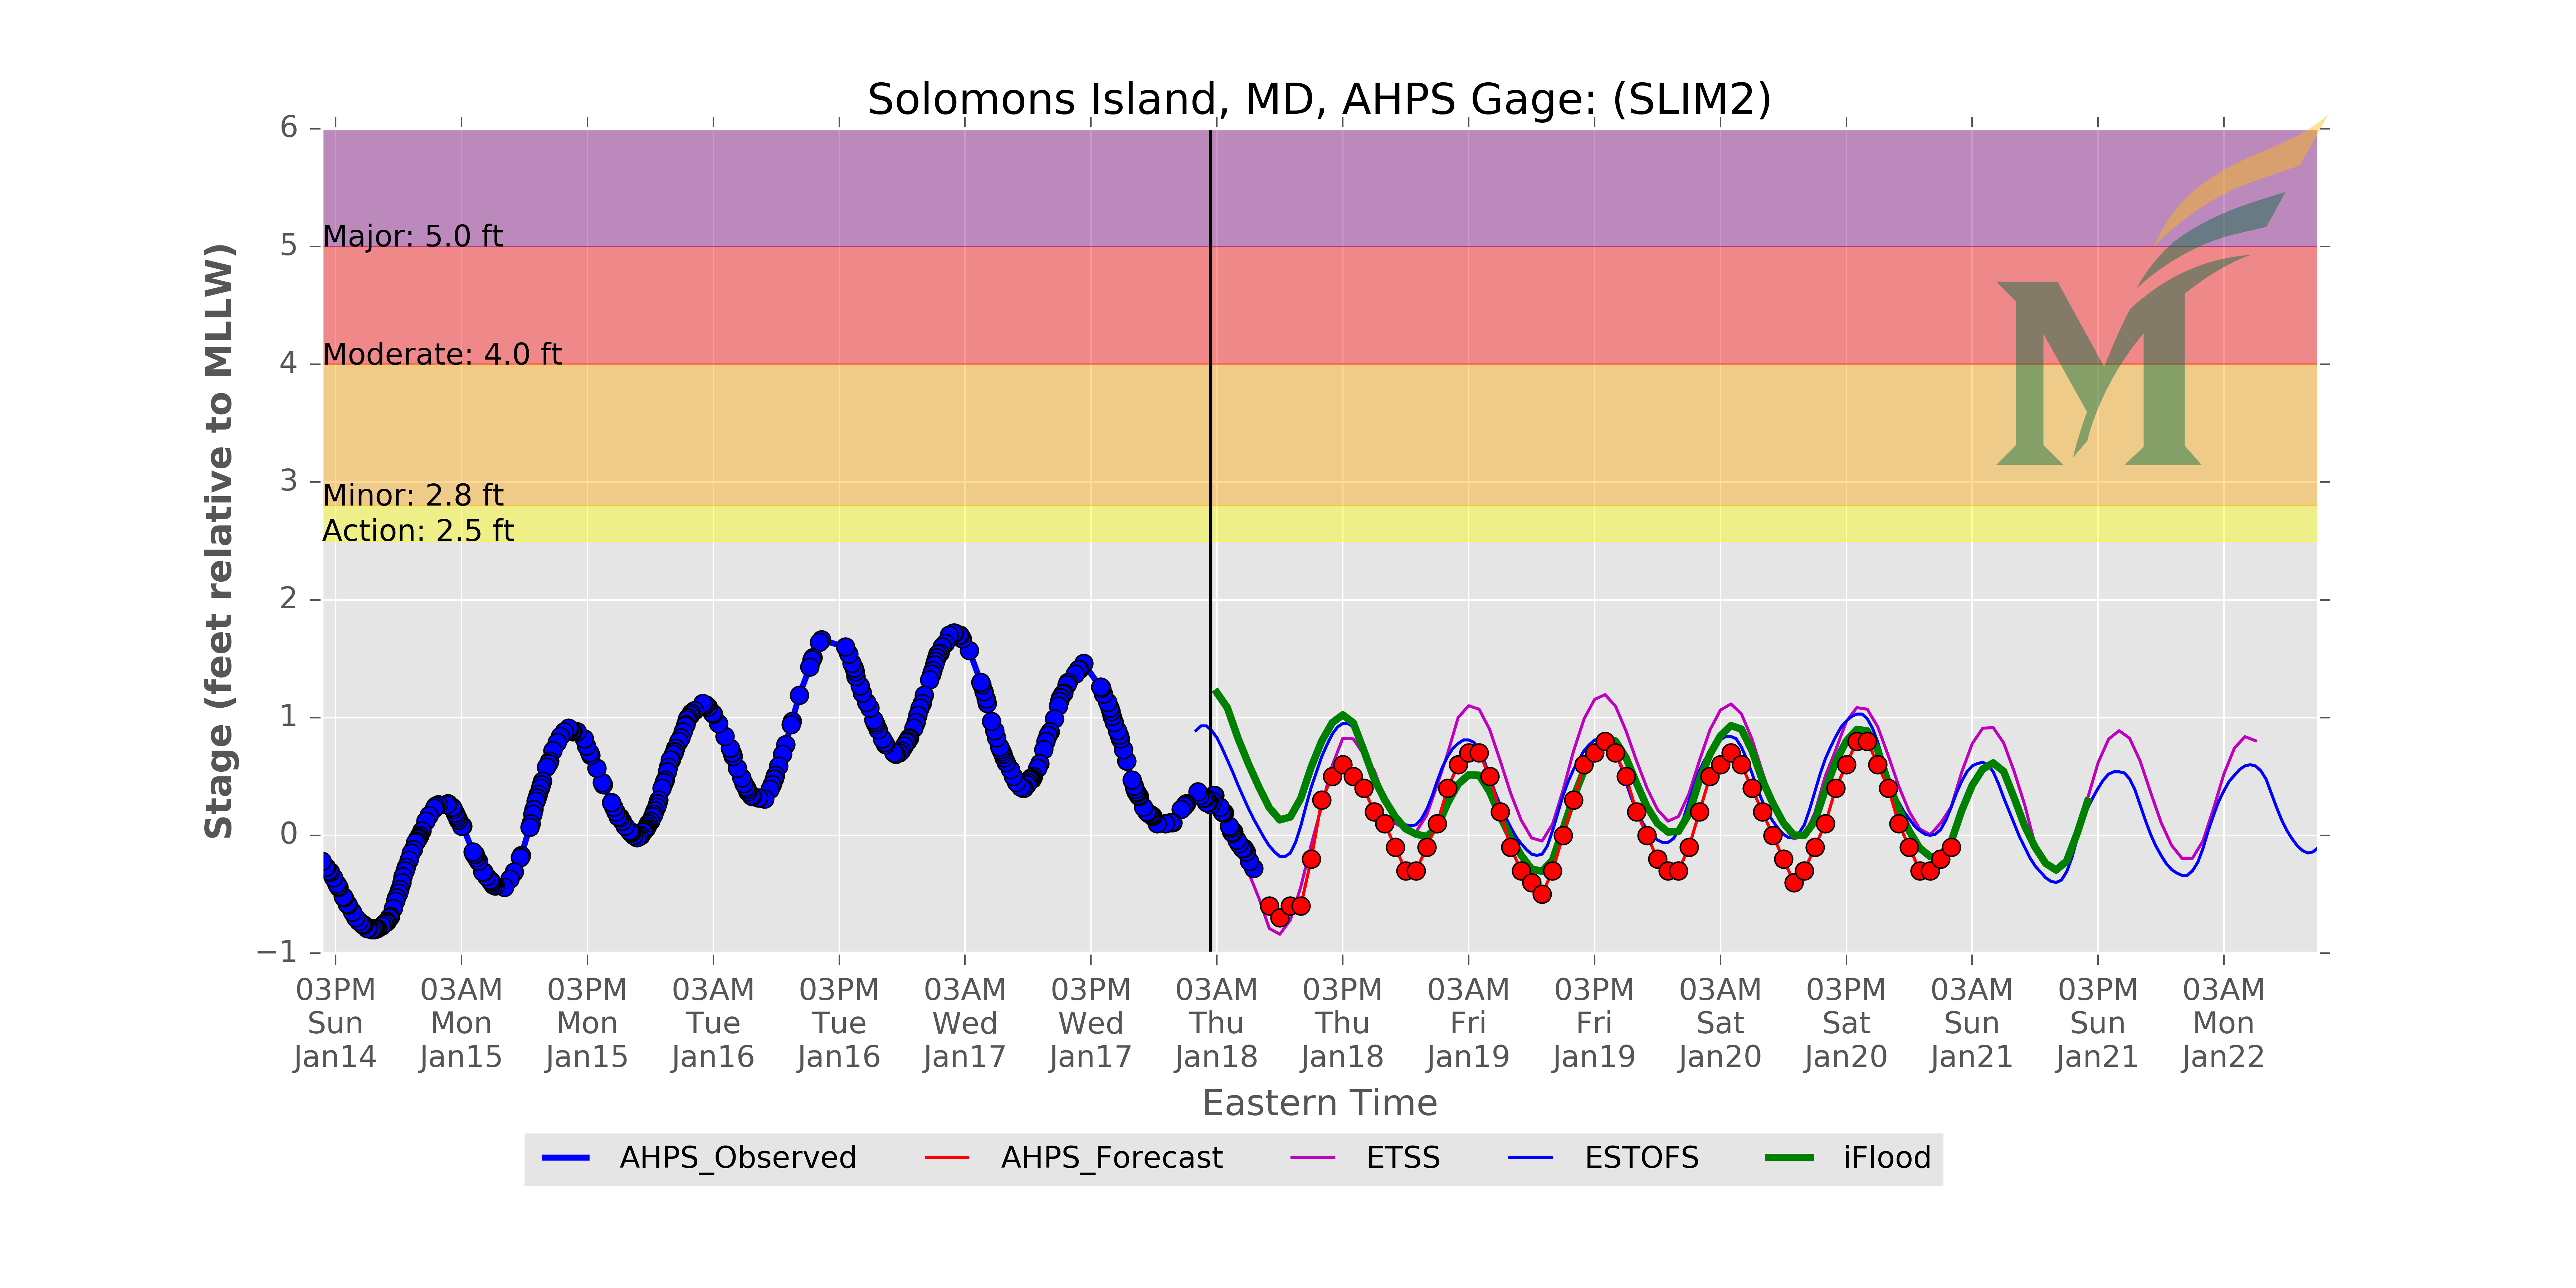 Solomons Island, MD, AHPS Gage: (SLIM2)
6
5
4
3
2
1
0
−1
Stage (feet relative to MLLW)
Major: 5.0 ft
Moderate: 4.0 ft
Minor: 2.8 ft
Action: 2.5 ft
M
03PM 03AM 03PM 03AM 03PM 03AM 03PM 03AM 03PM 03AM 03PM 03AM 03PM 03AM 03PM 03AM
Sun Mon Mon Tue Tue Wed Wed Thu Thu Fri Fri Sat Sat Sun Sun Mon
Jan14 Jan15 Jan15 Jan16 Jan16 Jan17 Jan17 Jan18 Jan18 Jan19 Jan19 Jan20 Jan20 Jan21 Jan21 Jan22
Eastern Time
AHPS_Observed AHPS_Forecast ETSS ESTOFS iFlood